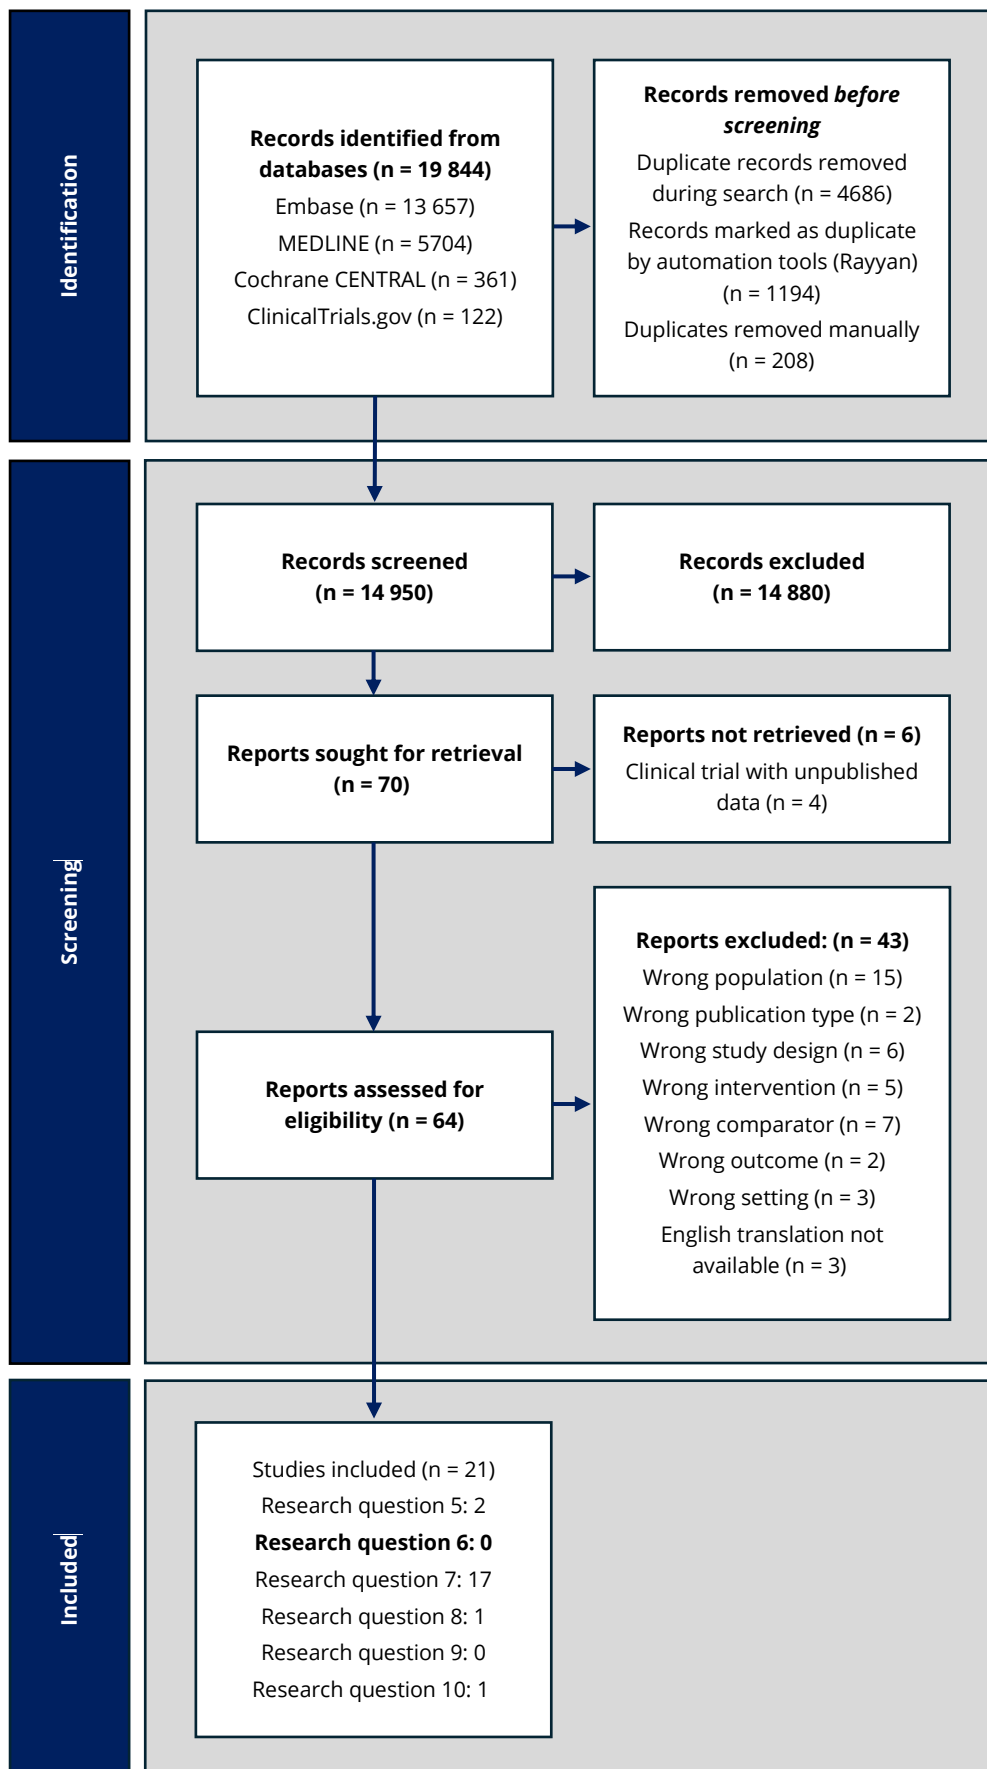 Identification
Records identified from
databases (n = 19 844)
Embase (n = 13 657)
MEDLINE (n = 5704)
Cochrane CENTRAL (n = 361)
ClinicalTrials.gov (n = 122)
Records removed before
screening
Duplicate records removed
during search (n = 4686)
Records marked as duplicate
by automation tools (Rayyan)
(n = 1194)
Duplicates removed manually
(n = 208)
Screening
Records screened
(n = 14 950)
Records excluded
(n = 14 880)
Reports sought for retrieval
(n = 70)
Reports not retrieved (n = 6)
Clinical trial with unpublished
data (n = 4)
Reports assessed for
eligibility (n = 64)
Reports excluded: (n = 43)
Wrong population (n = 15)
Wrong publication type (n = 2)
Wrong study design (n = 6)
Wrong intervention (n = 5)
Wrong comparator (n = 7)
Wrong outcome (n = 2)
Wrong setting (n = 3)
English translation not
available (n = 3)
Included
Studies included (n = 21)
Research question 5: 2
Research question 6: 0
Research question 7: 17
Research question 8: 1
Research question 9: 0
Research question 10: 1